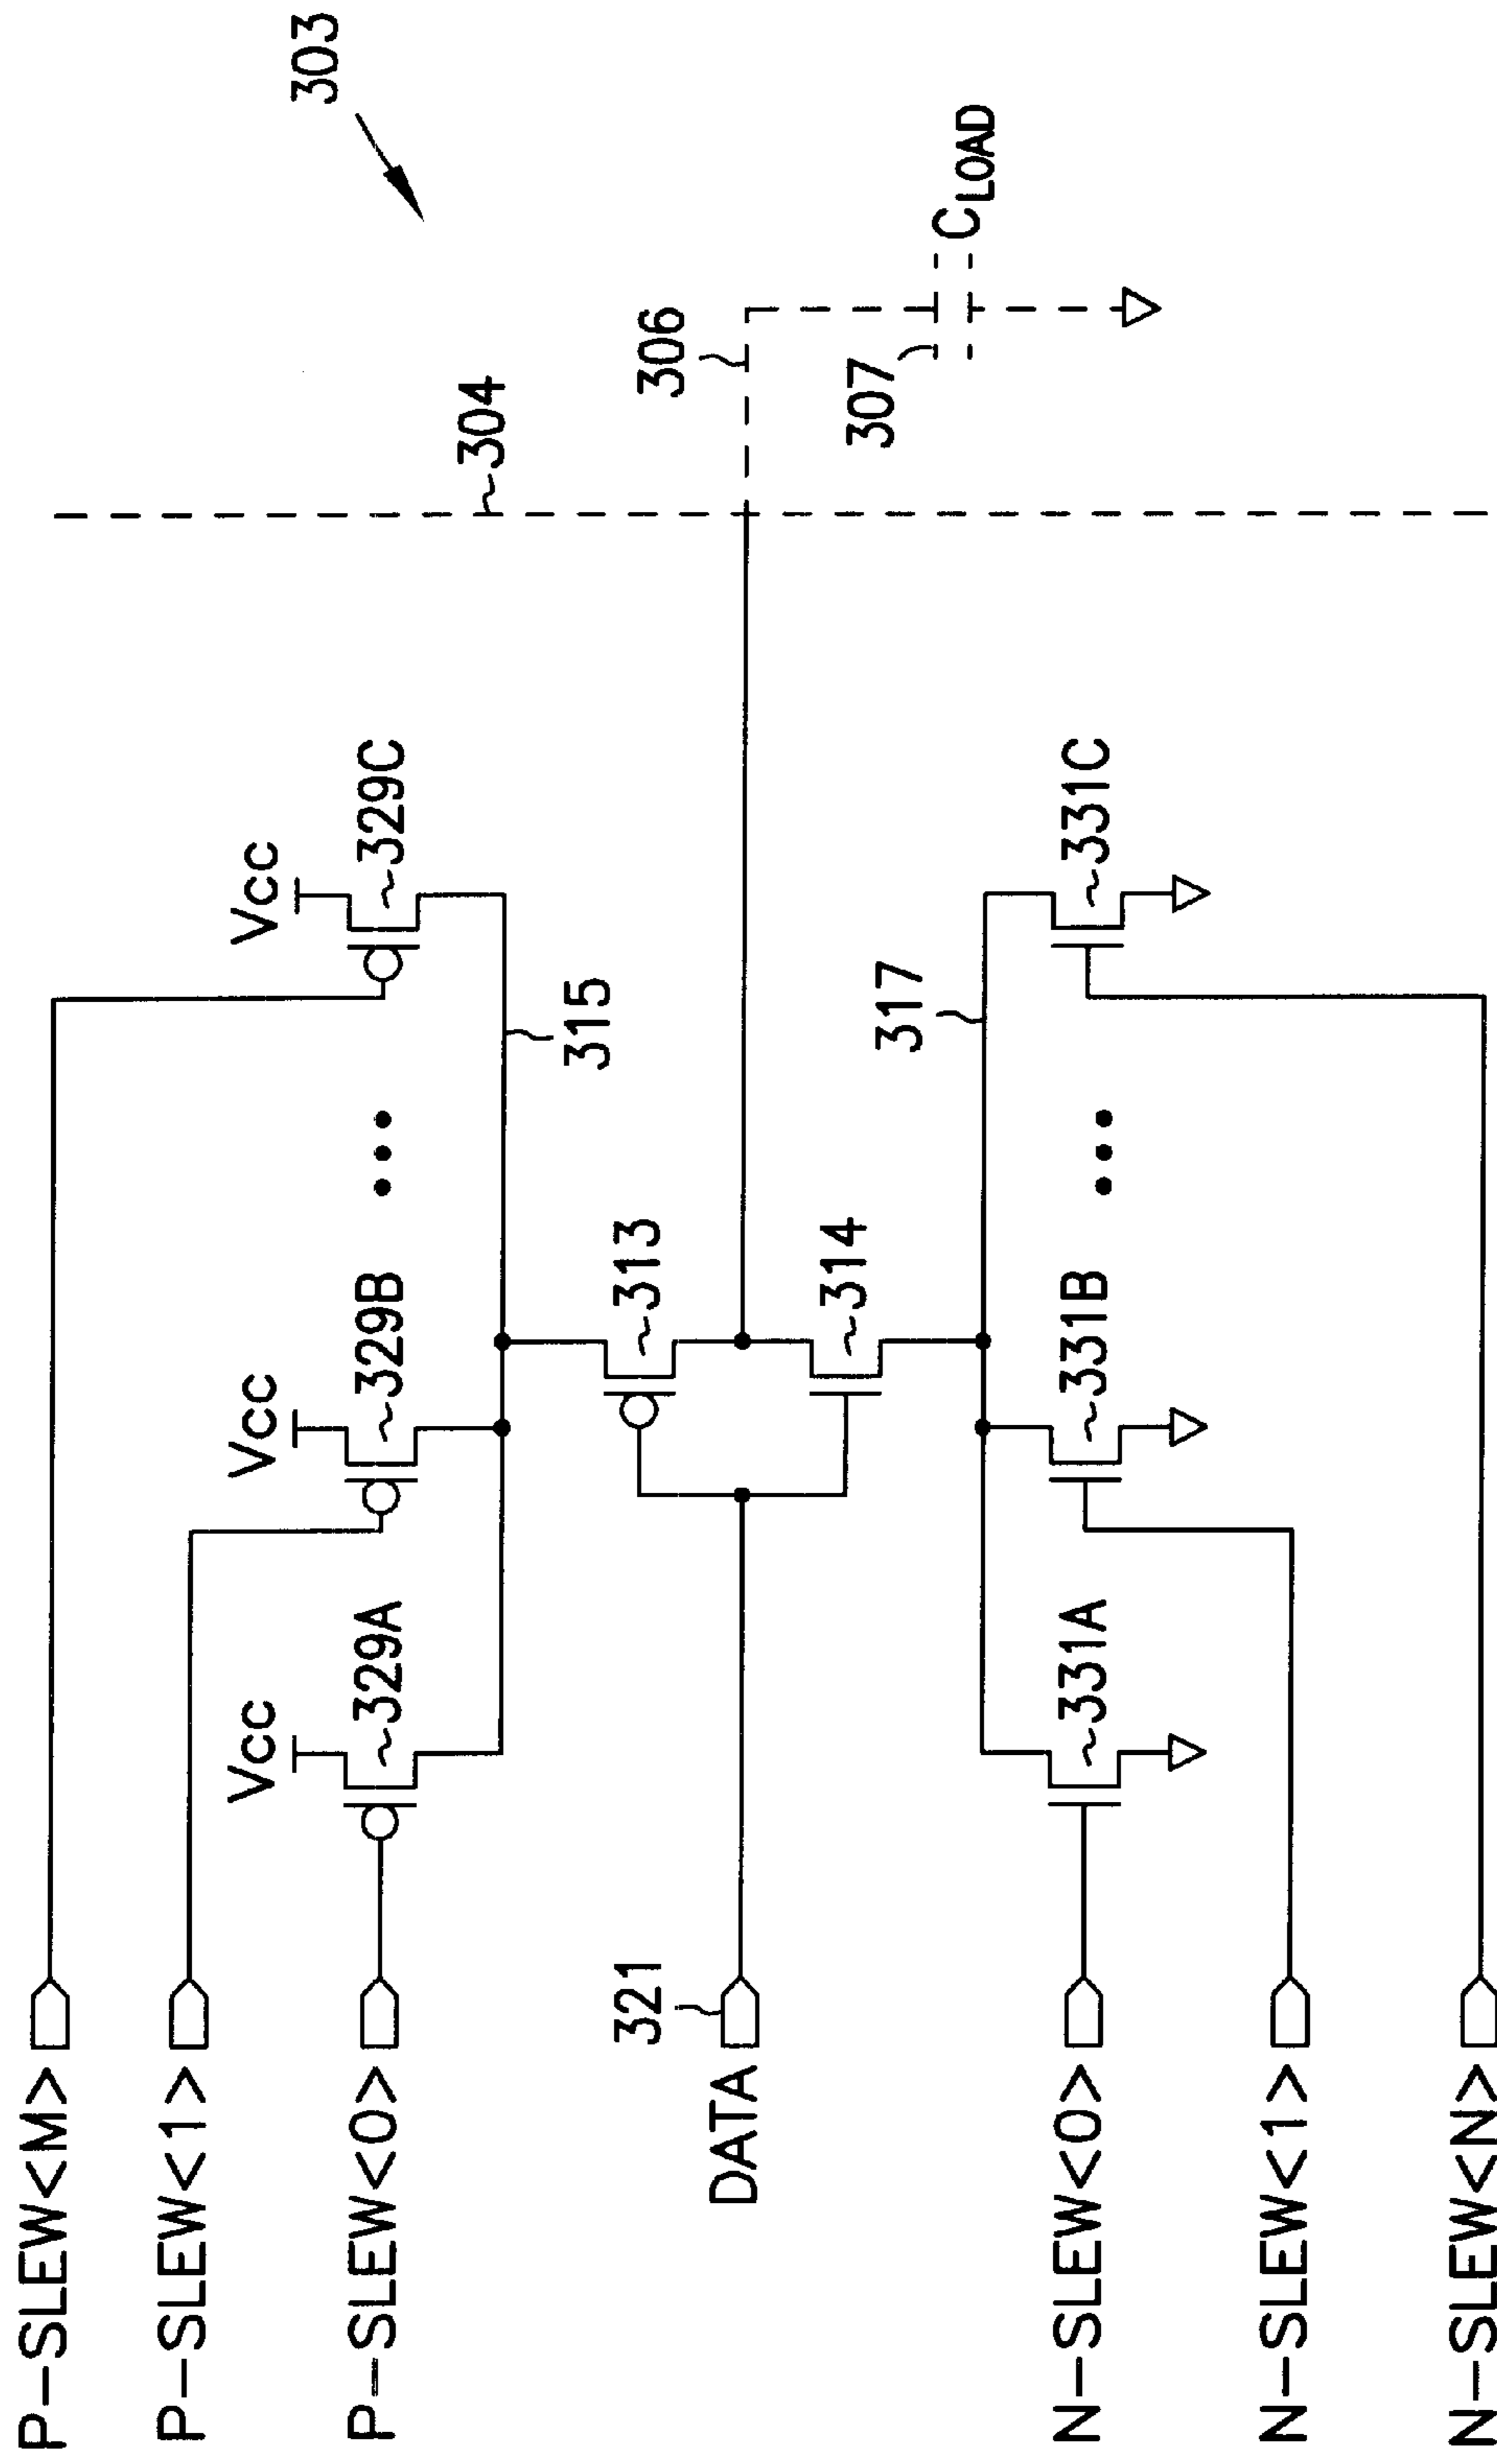 303
P-SLEW<M>
P-SLEW<1>
P-SLEW<0>
Vcc
329A
Vcc
329B
Vcc
329C
304
315
306
313
321
DATA
314
307
CLOAD
317
331A
331B
331C
N-SLEW<0>
N-SLEW<1>
N-SLEW<N>